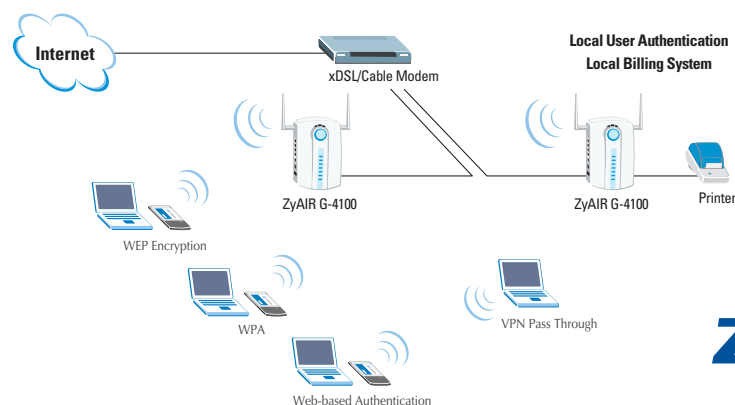 Internet
xDSL/Cable Modem
Local User Authentication
Local Billing System
ZyAIR G-4100
ZyAIR G-4100
Printer
WEP Encryption
WPA
VPN Pass Through
Web-based Authentication